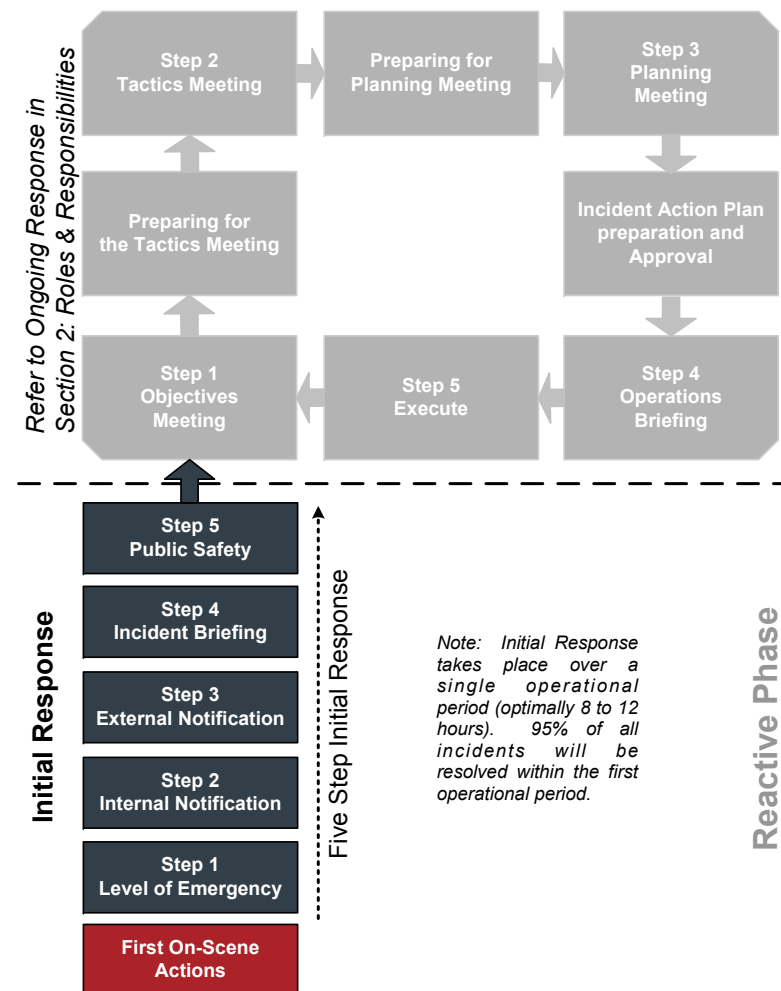 Refer to Ongoing Response in
Section 2: Roles & Responsibilities
Step 2
Tactics Meeting
Preparing for
Planning Meeting
Step 3
Planning
Meeting
Preparing for
the Tactics Meeting
Incident Action Plan
preparation and
Approval
Step 1
Objectives
Meeting
Step 5
Execute
Step 4
Operations
Briefing
Initial Response
Step 5
Public Safety
Step 4
Incident Briefing
Step 3
External Notification
Step 2
Internal Notification
Step 1
Level of Emergency
First On-Scene
Actions
Five Step Initial Response
Note: Initial Response
takes place over a
single operational
period (optimally 8 to 12
hours). 95% of all
incidents will be
resolved within the first
operational period.
Reactive Phase